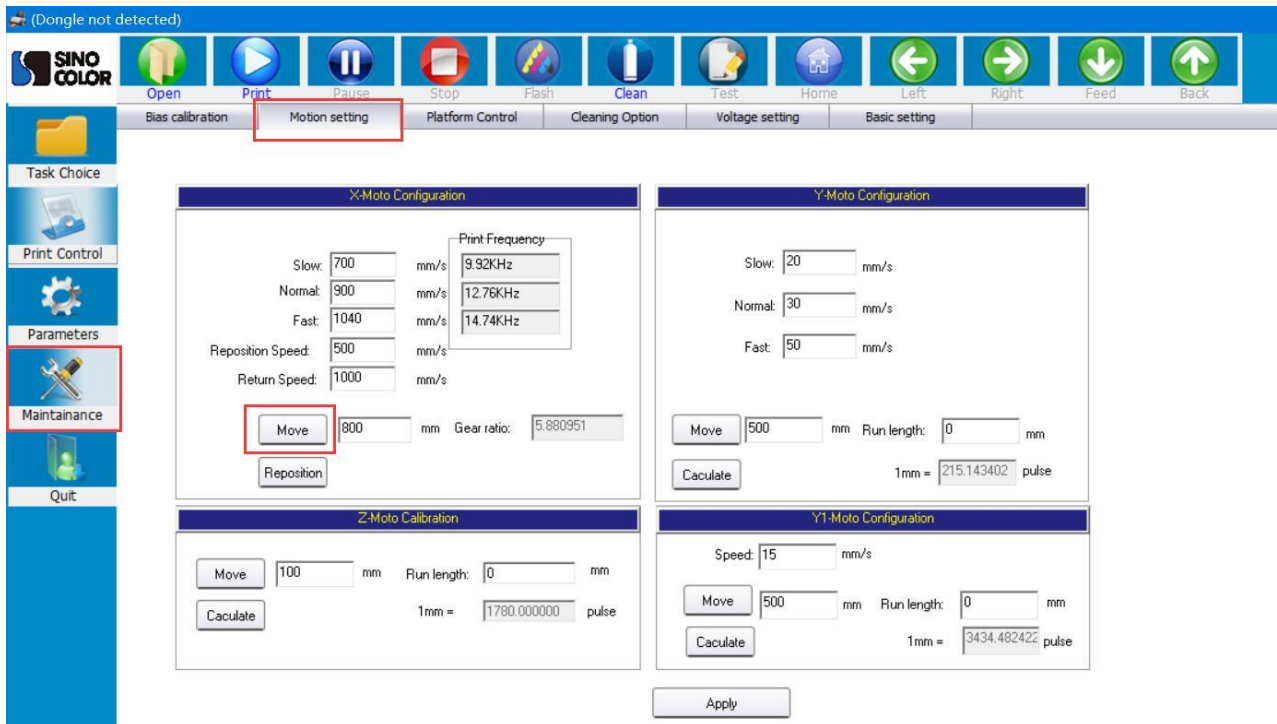 (Dongle not detected)
SINO COLOR
Open Print Pause Stop Flash Clean Test Home Left Right Feed Back
Bias calibration Motion setting Platform Control Cleaning Option Voltage setting Basic setting
Task Choice
Print Control
Parameters
Maintainance
Quit
X-Moto Configuration
Print Frequency
Slow: 700 mm/s 9.92KHz
Normal: 900 mm/s 12.76KHz
Fast: 1040 mm/s 14.74KHz
Reposition Speed: 500 mm/s
Return Speed: 1000 mm/s
Move 800 mm Gear ratio: 5.880951
Reposition
Y-Moto Configuration
Slow: 20 mm/s
Normal: 30 mm/s
Fast: 50 mm/s
Move 500 mm Run length: 0 mm
Caculate 1mm = 215.143402 pulse
Z-Moto Calibration
Move 100 mm Run length: 0 mm
Caculate 1mm = 1780.000000 pulse
Y1-Moto Configuration
Speed: 15 mm/s
Move 500 mm Run length: 0 mm
Caculate 1mm = 3434.482422 pulse
Apply